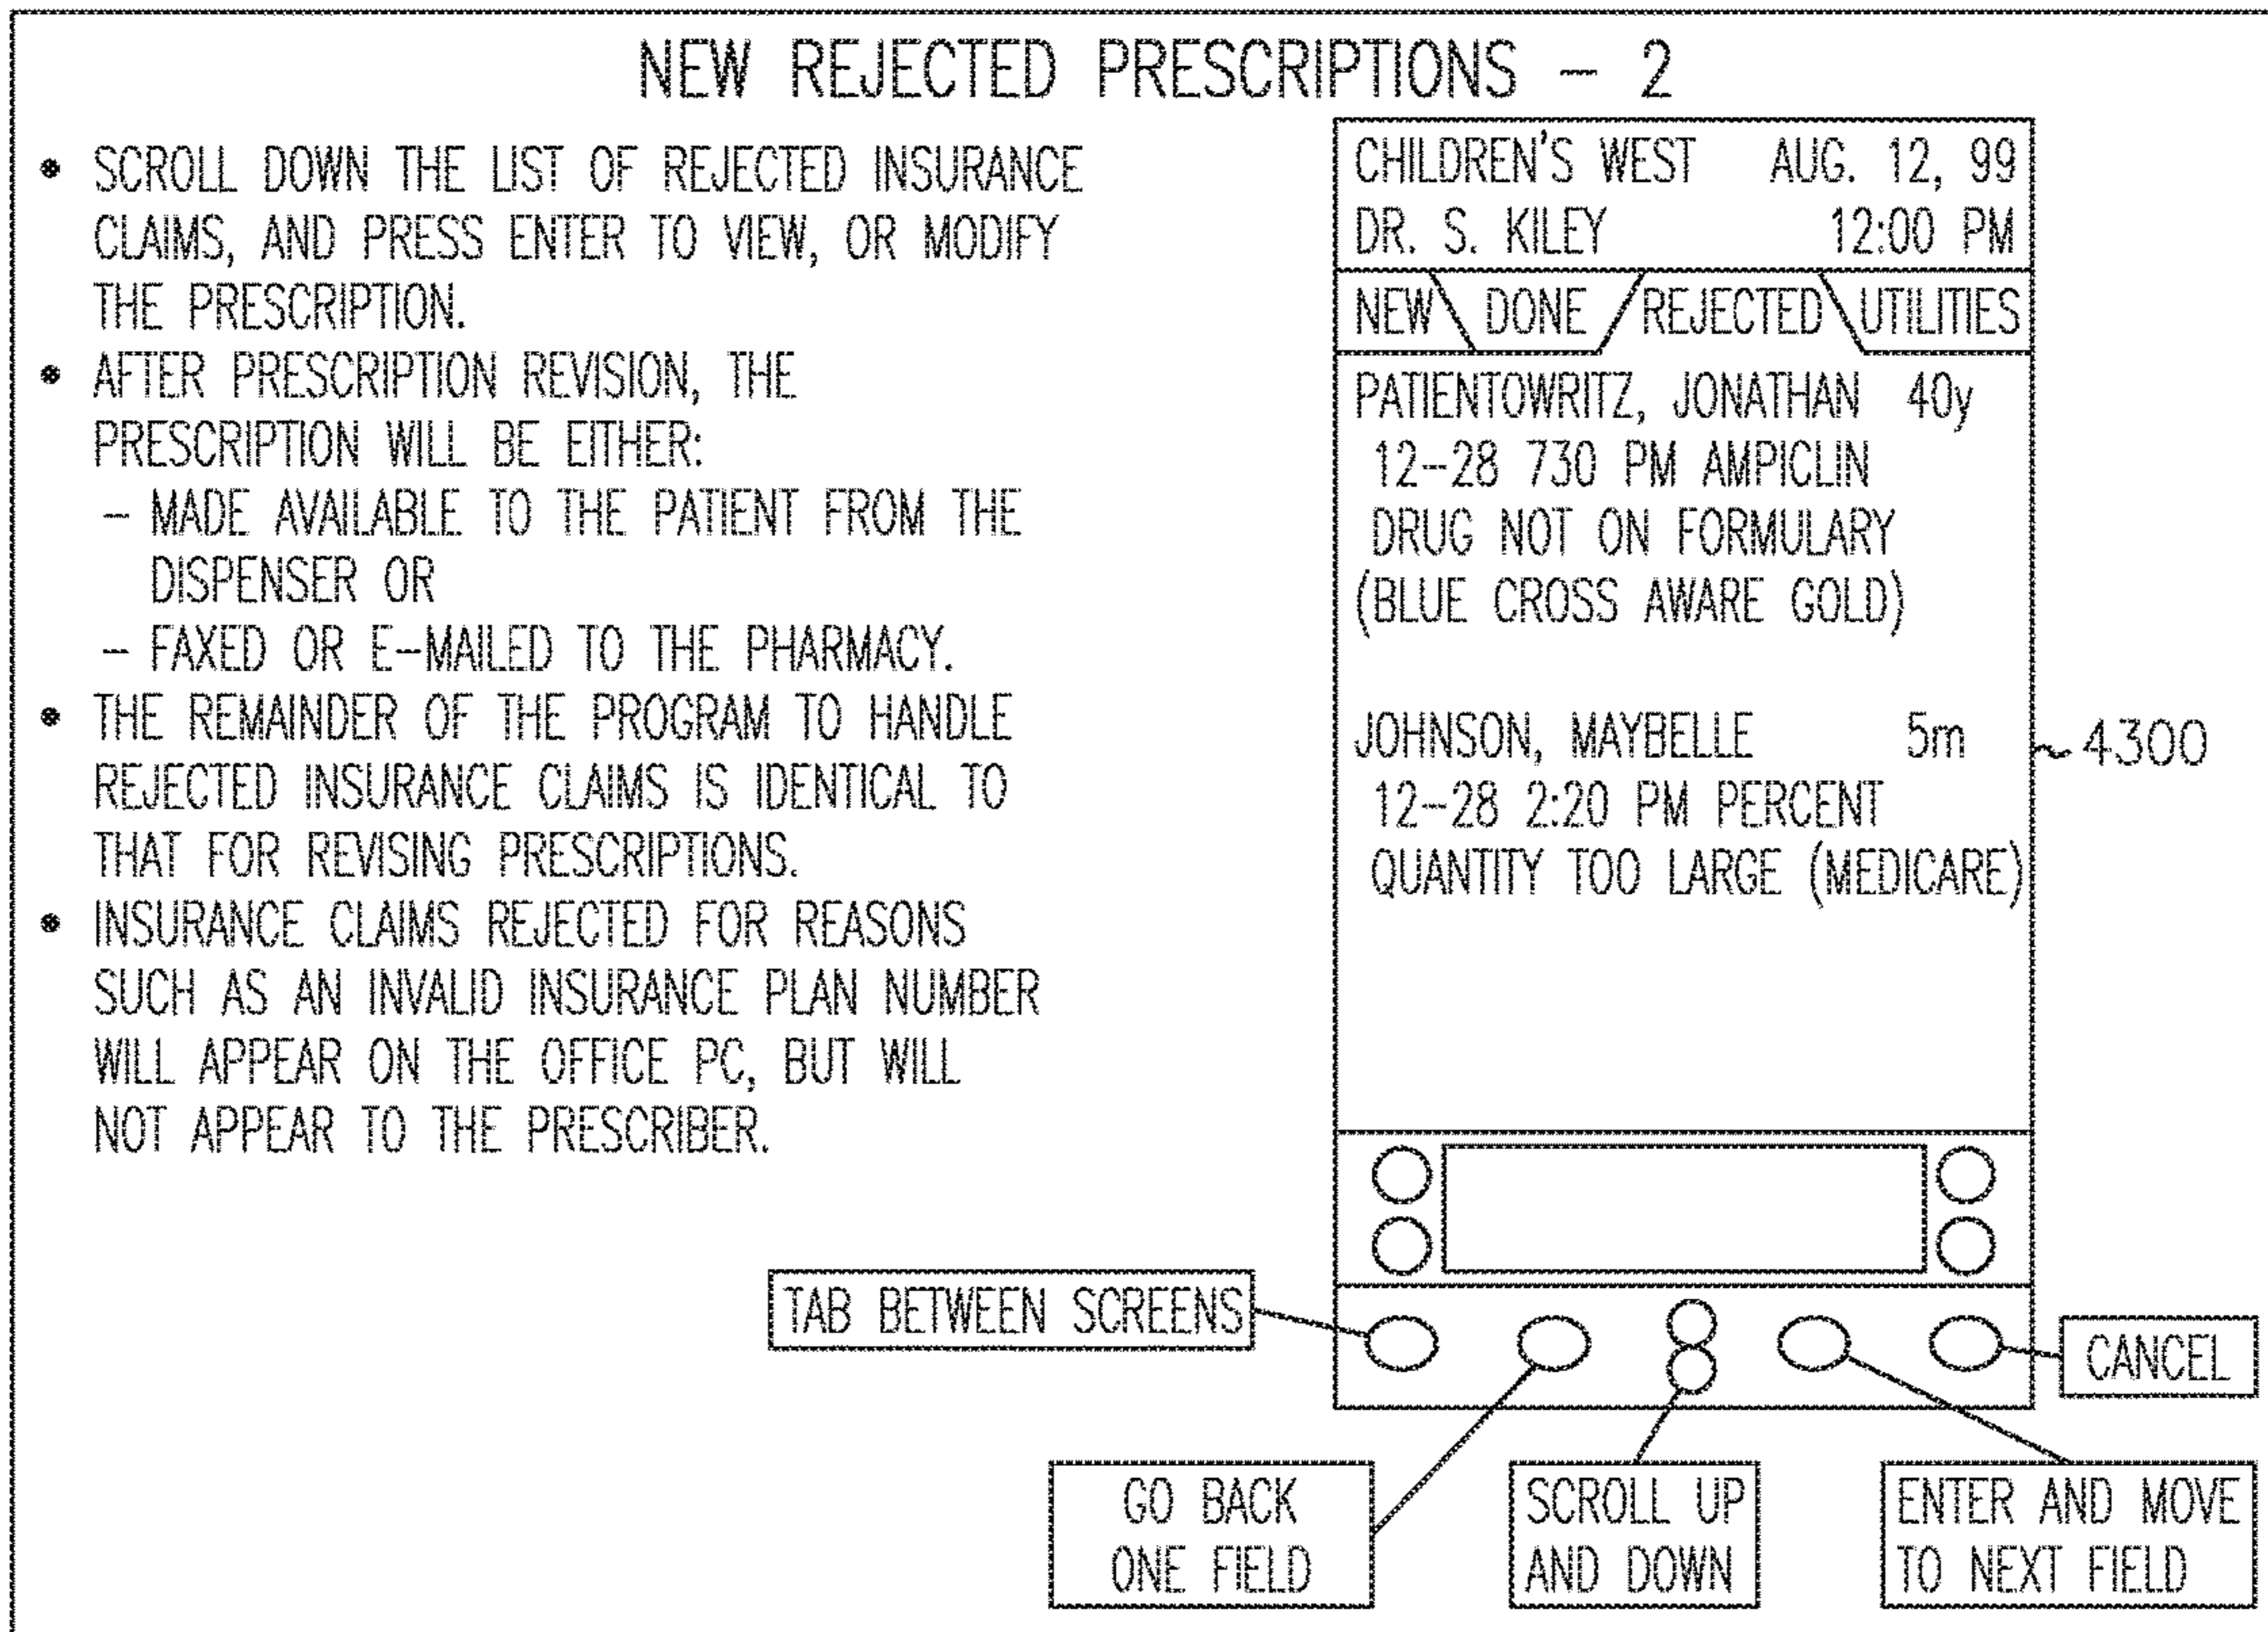 NEW REJECTED PRESCRIPTIONS – 2
• SCROLL DOWN THE LIST OF REJECTED INSURANCE
CLAIMS, AND PRESS ENTER TO VIEW, OR MODIFY
THE PRESCRIPTION.
• AFTER PRESCRIPTION REVISION, THE
PRESCRIPTION WILL BE EITHER:
– MADE AVAILABLE TO THE PATIENT FROM THE
DISPENSER OR
– FAXED OR E–MAILED TO THE PHARMACY.
• THE REMAINDER OF THE PROGRAM TO HANDLE
REJECTED INSURANCE CLAIMS IS IDENTICAL TO
THAT FOR REVISING PRESCRIPTIONS.
• INSURANCE CLAIMS REJECTED FOR REASONS
SUCH AS AN INVALID INSURANCE PLAN NUMBER
WILL APPEAR ON THE OFFICE PC, BUT WILL
NOT APPEAR TO THE PRESCRIBER.
CHILDREN'S WEST AUG. 12, 99
DR. S. KILEY 12:00 PM
NEW DONE REJECTED UTILITIES
PATIENTOWRITZ, JONATHAN 40y
12–28 730 PM AMPICLIN
DRUG NOT ON FORMULARY
(BLUE CROSS AWARE GOLD)
JOHNSON, MAYBELLE 5m
12–28 2:20 PM PERCENT
QUANTITY TOO LARGE (MEDICARE)
4300
TAB BETWEEN SCREENS
CANCEL
GO BACK
ONE FIELD
SCROLL UP
AND DOWN
ENTER AND MOVE
TO NEXT FIELD